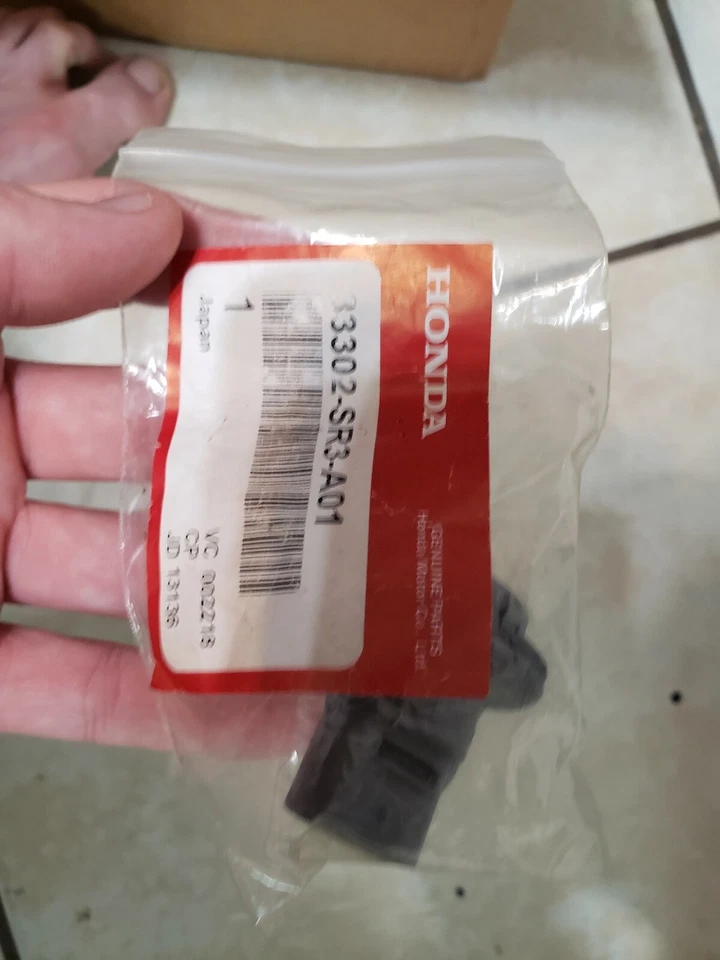 HONDA
GENUINE PARTS
Honda Motor Co., Ltd.
33302-SR3-A01
1
VC 002218
CP
Japan
JD 13136